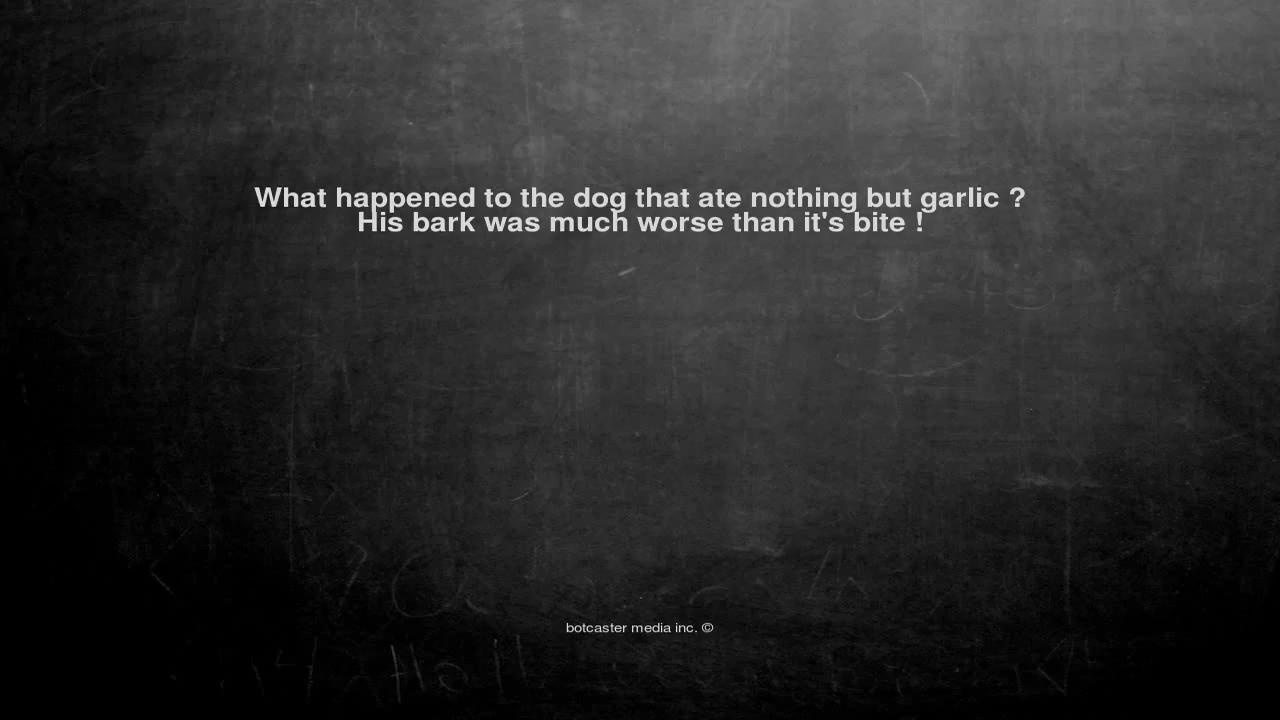 What happened to the dog that ate nothing but garlic ?
His bark was much worse than it's bite !
botcaster media inc. ©